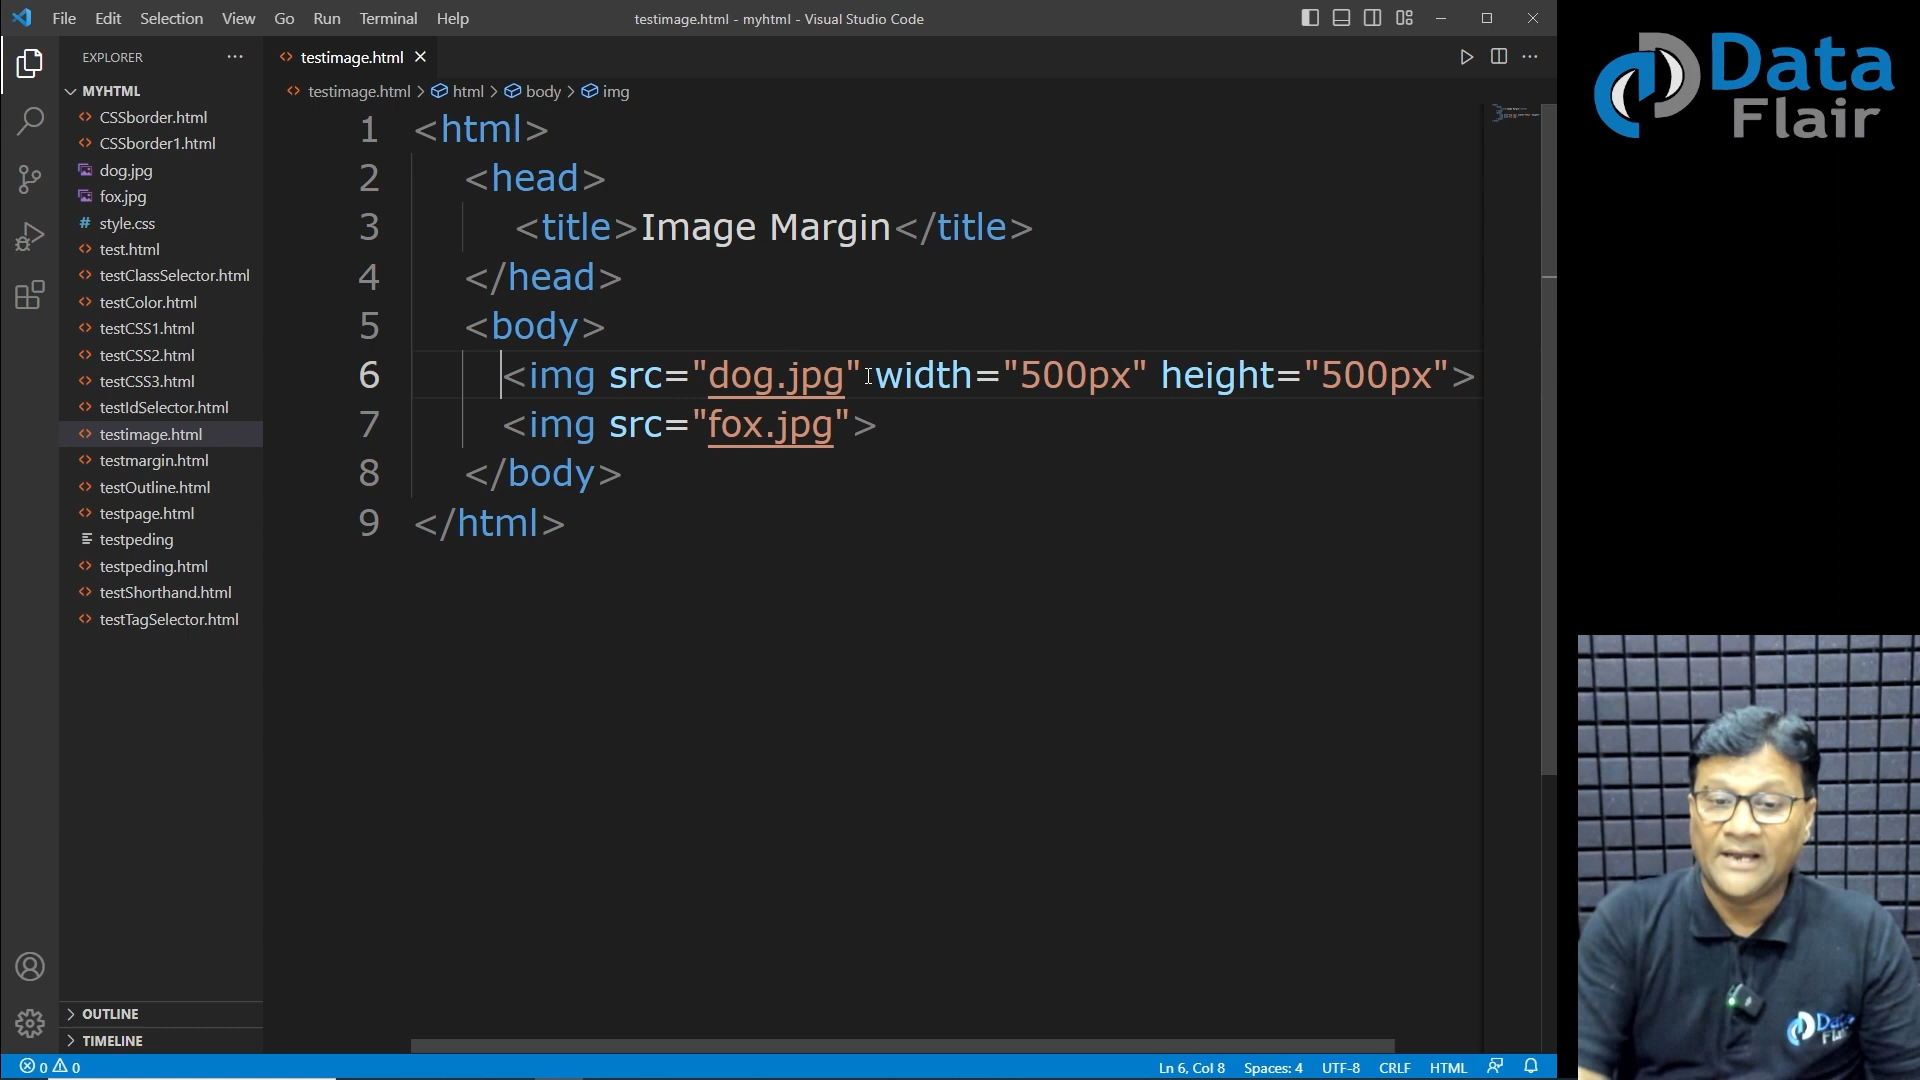 File Edit Selection View Go Run Terminal Help
testimage.html - myhtml - Visual Studio Code
Data
Flair
EXPLORER
MYHTML
CSSborder.html
CSSborder1.html
dog.jpg
fox.jpg
# style.css
test.html
testClassSelector.html
testColor.html
testCSS1.html
testCSS2.html
testCSS3.html
testIdSelector.html
testimage.html
testmargin.html
testOutline.html
testpage.html
testpeding
testpeding.html
testShorthand.html
testTagSelector.html
OUTLINE
TIMELINE
testimage.html
testimage.html > html > body > img
1 <html>
2 <head>
3 <title>Image Margin</title>
4 </head>
5 <body>
6 <img src="dog.jpg" width="500px" height="500px">
7 <img src="fox.jpg">
8 </body>
9 </html>
0 0
Ln 6, Col 8 Spaces: 4 UTF-8 CRLF HTML
Data
Flair